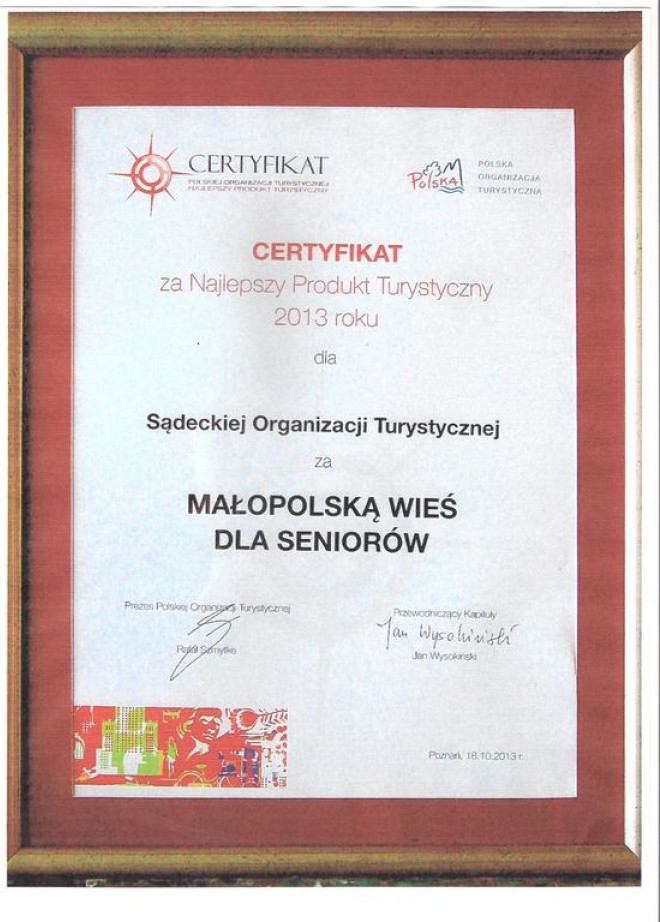 CERTYFIKAT
POLSKIEJ ORGANIZACJI TURYSTYCZNEJ
NAJLEPSZY PRODUKT TURYSTYCZNY
PolsKA
POLSKA
ORGANIZACJA
TURYSTYCZNA
CERTYFIKAT
za Najlepszy Produkt Turystyczny
2013 roku
dla
Sądeckiej Organizacji Turystycznej
za
MAŁOPOLSKĄ WIEŚ
DLA SENIORÓW
Prezes Polskiej Organizacji Turystycznej
Rafał Szmytke
Przewodniczący Kapituły
Jan Wysokiński
Jan Wysokiński
Poznań, 18.10.2013 r.